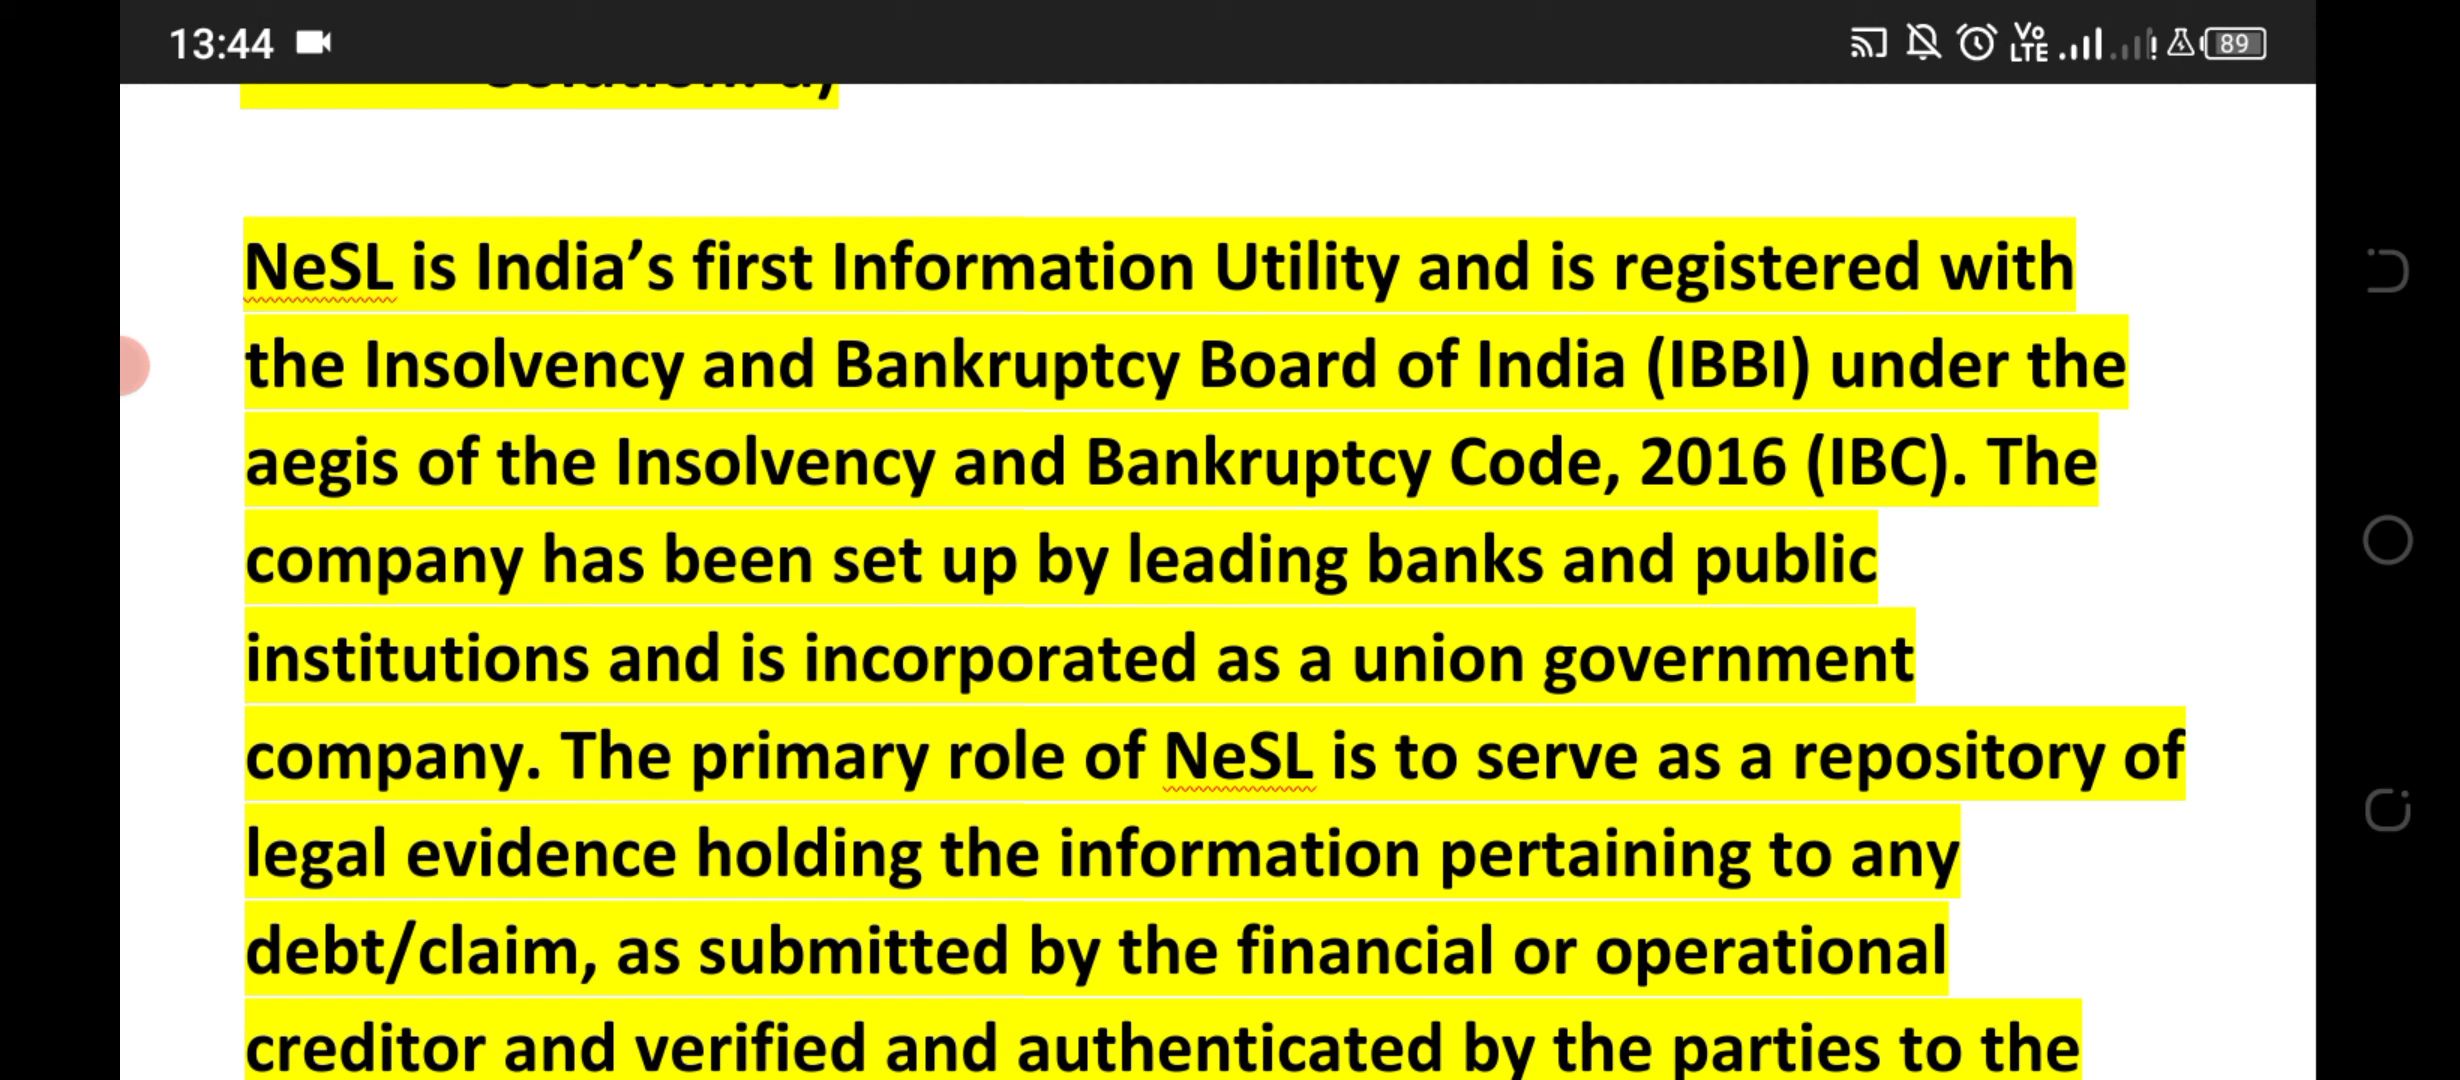 13:44 Vo LTE 89
NeSL is India’s first Information Utility and is registered with
the Insolvency and Bankruptcy Board of India (IBBI) under the
aegis of the Insolvency and Bankruptcy Code, 2016 (IBC). The
company has been set up by leading banks and public
institutions and is incorporated as a union government
company. The primary role of NeSL is to serve as a repository of
legal evidence holding the information pertaining to any
debt/claim, as submitted by the financial or operational
creditor and verified and authenticated by the parties to the